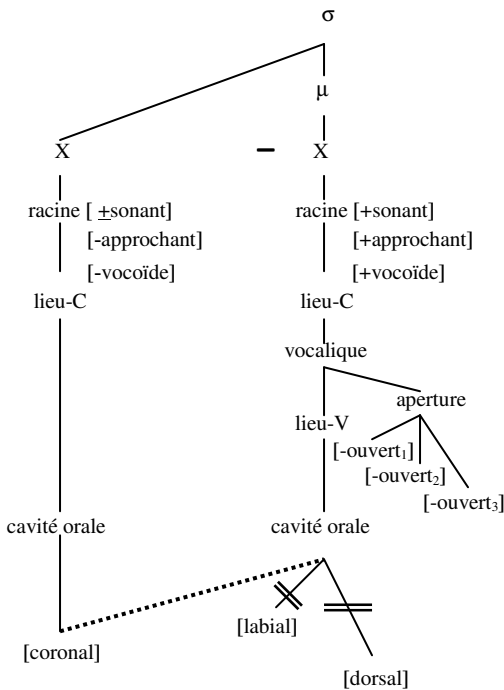 σ
μ
X – X
racine [ +sonant] racine [+sonant]
[-approchant] [+approchant]
[-vocoïde] [+vocoïde]
lieu-C lieu-C
vocalique
aperture
lieu-V
[-ouvert₁]
[-ouvert₂]
[-ouvert₃]
cavité orale cavité orale
[labial]
[coronal]
[dorsal]